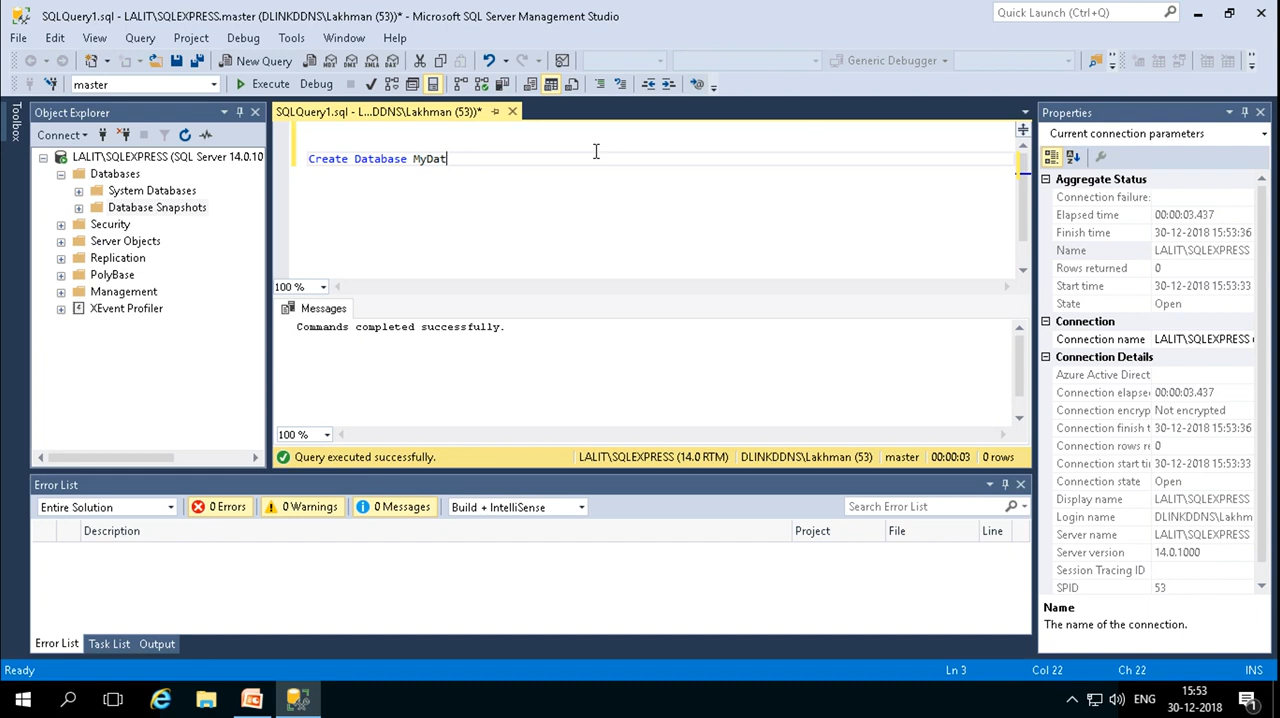 SQLQuery1.sql - LALIT\SQLEXPRESS.master (DLINKDDNS\Lakhman (53))* - Microsoft SQL Server Management Studio
Quick Launch (Ctrl+Q)
File Edit View Query Project Debug Tools Window Help
New Query
Generic Debugger
master
Execute Debug
Toolbox
Object Explorer
Connect
LALIT\SQLEXPRESS (SQL Server 14.0.10
Databases
System Databases
Database Snapshots
Security
Server Objects
Replication
PolyBase
Management
XEvent Profiler
SQLQuery1.sql - L...DDNS\Lakhman (53))*
Create Database MyDat
100 %
Messages
Commands completed successfully.
100 %
Query executed successfully. LALIT\SQLEXPRESS (14.0 RTM) DLINKDDNS\Lakhman (53) master 00:00:03 0 rows
Properties
Current connection parameters
Aggregate Status
Connection failure:
Elapsed time 00:00:03.437
Finish time 30-12-2018 15:53:36
Name LALIT\SQLEXPRESS
Rows returned 0
Start time 30-12-2018 15:53:33
State Open
Connection
Connection name LALIT\SQLEXPRESS
Connection Details
Azure Active Direct
Connection elapse 00:00:03.437
Connection encryp Not encrypted
Connection finish t 30-12-2018 15:53:36
Connection rows re 0
Connection start ti 30-12-2018 15:53:33
Connection state Open
Display name LALIT\SQLEXPRESS
Login name DLINKDDNS\Lakhm
Server name LALIT\SQLEXPRESS
Server version 14.0.1000
Session Tracing ID
SPID 53
Name
The name of the connection.
Error List
Entire Solution 0 Errors 0 Warnings 0 Messages Build + IntelliSense Search Error List
Description Project File Line
Error List Task List Output
Ready Ln 3 Col 22 Ch 22 INS
ENG 15:53
30-12-2018
1